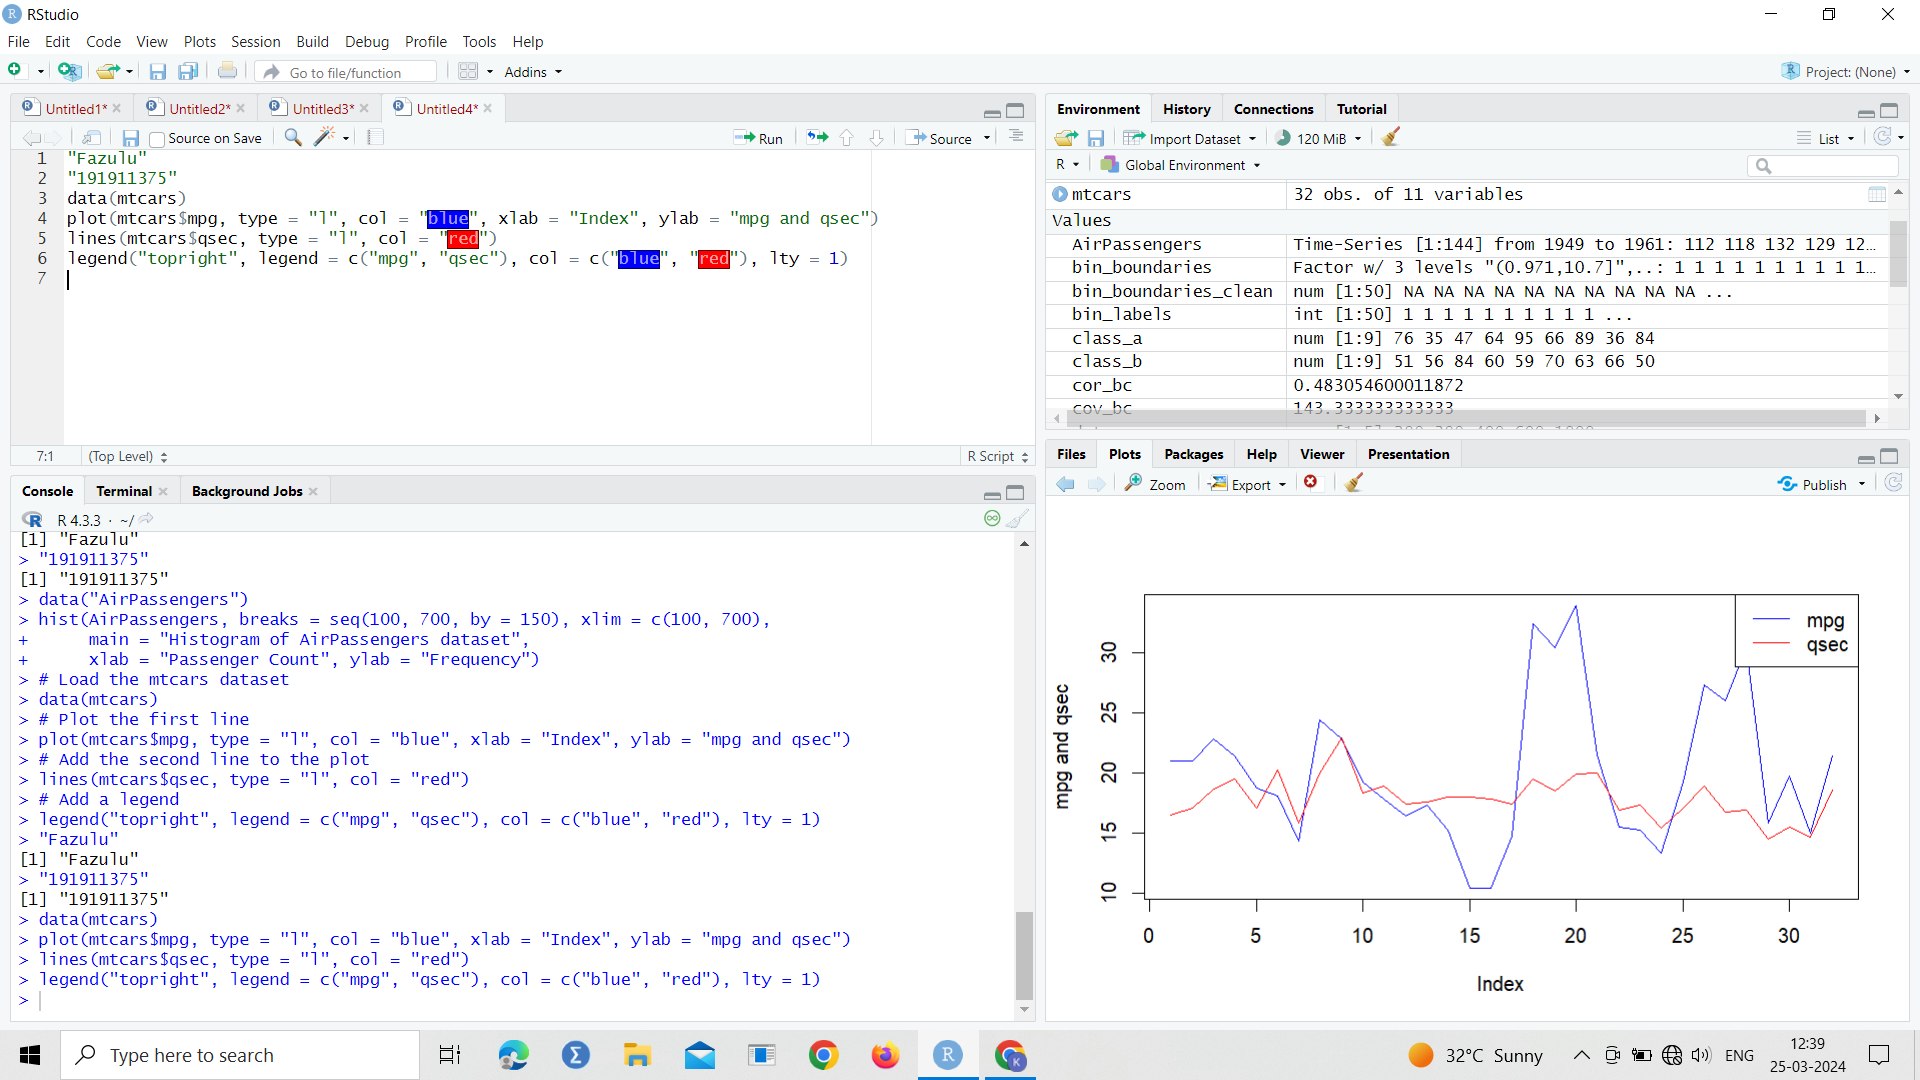 RStudio
File Edit Code View Plots Session Build Debug Profile Tools Help
Go to file/function Addins Project: (None)
Untitled1* Untitled2* Untitled3* Untitled4*
Source on Save Run Source
1 "Fazulu"
2 "191911375"
3 data(mtcars)
4 plot(mtcars$mpg, type = "l", col = "blue", xlab = "Index", ylab = "mpg and qsec")
5 lines(mtcars$qsec, type = "l", col = "red")
6 legend("topright", legend = c("mpg", "qsec"), col = c("blue", "red"), lty = 1)
7
7:1 (Top Level) R Script
Console Terminal Background Jobs
R 4.3.3 · ~/
[1] "Fazulu"
> "191911375"
[1] "191911375"
> data("AirPassengers")
> hist(AirPassengers, breaks = seq(100, 700, by = 150), xlim = c(100, 700),
+ main = "Histogram of AirPassengers dataset",
+ xlab = "Passenger Count", ylab = "Frequency")
> # Load the mtcars dataset
> data(mtcars)
> # Plot the first line
> plot(mtcars$mpg, type = "l", col = "blue", xlab = "Index", ylab = "mpg and qsec")
> # Add the second line to the plot
> lines(mtcars$qsec, type = "l", col = "red")
> # Add a legend
> legend("topright", legend = c("mpg", "qsec"), col = c("blue", "red"), lty = 1)
> "Fazulu"
[1] "Fazulu"
> "191911375"
[1] "191911375"
> data(mtcars)
> plot(mtcars$mpg, type = "l", col = "blue", xlab = "Index", ylab = "mpg and qsec")
> lines(mtcars$qsec, type = "l", col = "red")
> legend("topright", legend = c("mpg", "qsec"), col = c("blue", "red"), lty = 1)
>
Environment History Connections Tutorial
Import Dataset 120 MiB List
R Global Environment
mtcars 32 obs. of 11 variables
Values
AirPassengers Time-Series [1:144] from 1949 to 1961: 112 118 132 129 12…
bin_boundaries Factor w/ 3 levels "(0.971,10.7]",..: 1 1 1 1 1 1 1 1 1 1…
bin_boundaries_clean num [1:50] NA NA NA NA NA NA NA NA NA NA ...
bin_labels int [1:50] 1 1 1 1 1 1 1 1 1 1 ...
class_a num [1:9] 76 35 47 64 95 66 89 36 84
class_b num [1:9] 51 56 84 60 59 70 63 66 50
cor_bc 0.483054600011872
cov_bc 143.333333333333
Files Plots Packages Help Viewer Presentation
Zoom Export Publish
mpg
qsec
mpg and qsec
30
25
20
15
10
0 5 10 15 20 25 30
Index
Type here to search
32°C Sunny ENG 12:39
25-03-2024